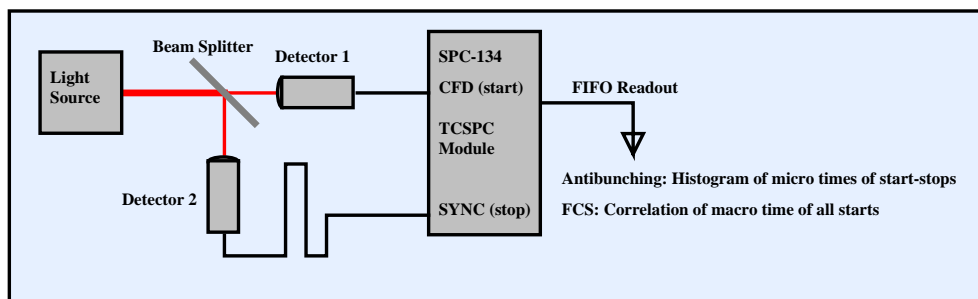 Beam Splitter
Light
Source
Detector 1
SPC-134
CFD (start)
TCSPC
Module
SYNC (stop)
FIFO Readout
Detector 2
Antibunching: Histogram of micro times of start-stops
FCS: Correlation of macro time of all starts